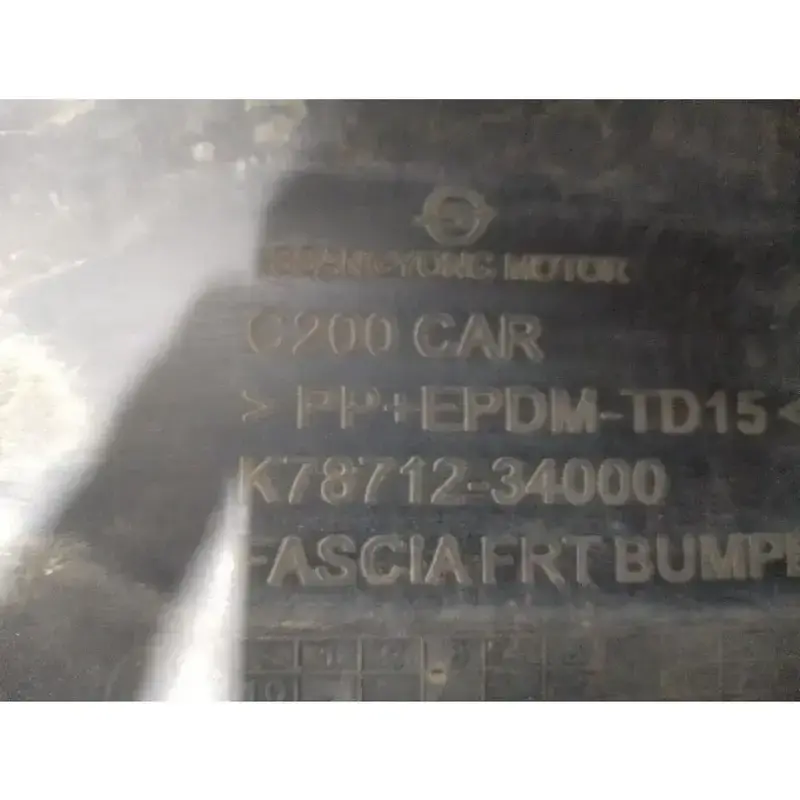 SSANGYONG MOTOR
C200 CAR
> PP+EPDM-TD15 <
K78712-34000
FASCIA FRT BUMPE